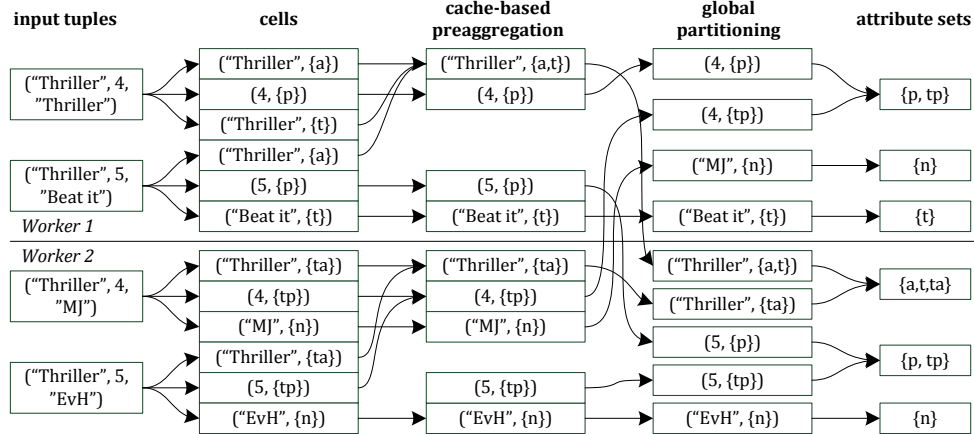 input tuples
cells
cache-based
preaggregation
global
partitioning
attribute sets
(“Thriller”, 4,
”Thriller”)
(“Thriller”, 5,
”Beat it”)
Worker 1
(“Thriller”, {a})
(4, {p})
(“Thriller”, {t})
(“Thriller”, {a})
(5, {p})
(“Beat it”, {t})
(“Thriller”, {a,t})
(4, {p})
(5, {p})
(“Beat it”, {t})
(4, {p})
(4, {tp})
(“MJ”, {n})
(“Beat it”, {t})
{p, tp}
{n}
{t}
Worker 2
(“Thriller”, 4,
”MJ”)
(“Thriller”, 5,
”EvH”)
(“Thriller”, {ta})
(4, {tp})
(“MJ”, {n})
(“Thriller”, {ta})
(5, {tp})
(“EvH”, {n})
(“Thriller”, {ta})
(4, {tp})
(“MJ”, {n})
(5, {tp})
(“EvH”, {n})
(“Thriller”, {a,t})
(“Thriller”, {ta})
(5, {p})
(5, {tp})
(“EvH”, {n})
{a,t,ta}
{p, tp}
{n}